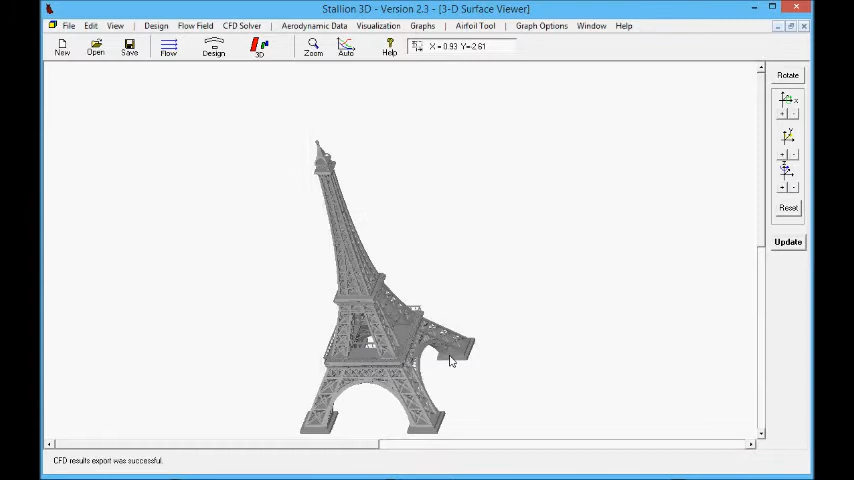 Stallion 3D - Version 2.3 - [3-D Surface Viewer]
File Edit View Design Flow Field CFD Solver Aerodynamic Data Visualization Graphs Airfoil Tool Graph Options Window Help
New Open Save Flow Design 3D Zoom Auto Help X = 0.93 Y=-2.61
Rotate
x
+ -
y
+ -
z
+ -
Reset
Update
CFD results export was successful.